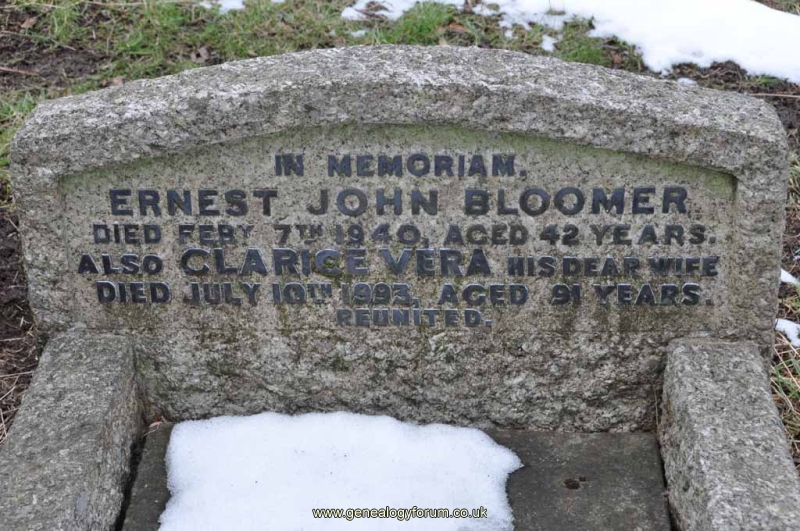 IN MEMORIAM.
ERNEST JOHN BLOOMER
DIED FEBY 7TH 1940, AGED 42 YEARS.
ALSO CLARICE VERA HIS DEAR WIFE
DIED JULY 10TH 1993, AGED 91 YEARS.
REUNITED.
www.genealogyforum.co.uk